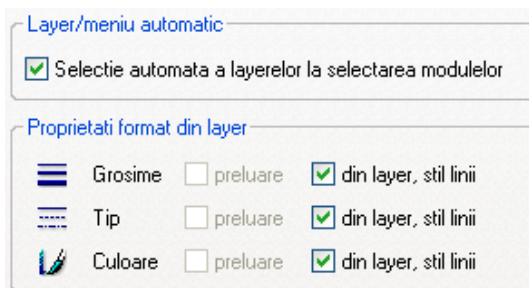 Layer/meniu automatic
Selectie automata a layerelor la selectarea modulelor
Proprietati format din layer
Grosime preluare din layer, stil linii
Tip preluare din layer, stil linii
Culoare preluare din layer, stil linii